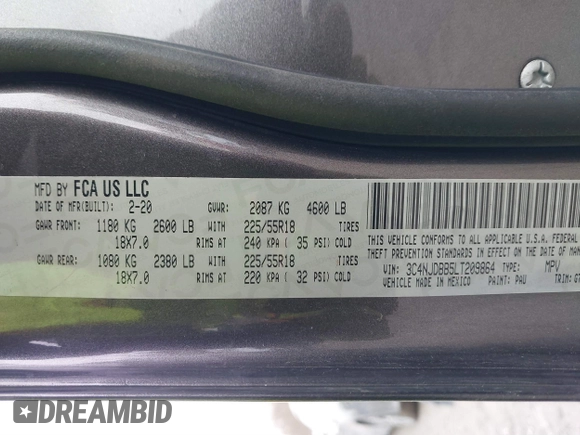 MFD BY FCA US LLC
DATE OF MFR(BUILT): 2-20 GVWR: 2087 KG 4600 LB
GAWR FRONT: 1180 KG 2600 LB WITH 225/55R18 TIRES
18X7.0 RIMS AT 240 KPA ( 35 PSI) COLD
GAWR REAR: 1080 KG 2380 LB WITH 225/55R18 TIRES
18X7.0 RIMS AT 220 KPA ( 32 PSI) COLD
THIS VEHICLE CONFORMS TO ALL APPLICABLE U.S.A. FEDERAL
THEFT PREVENTION STANDARDS IN EFFECT ON THE DATE OF MAN
VIN: 3C4NJDBB5LT209864 TYPE: MPV
VEHICLE MADE IN MEXICO PAINT: PAU TRIM:
DREAMBID